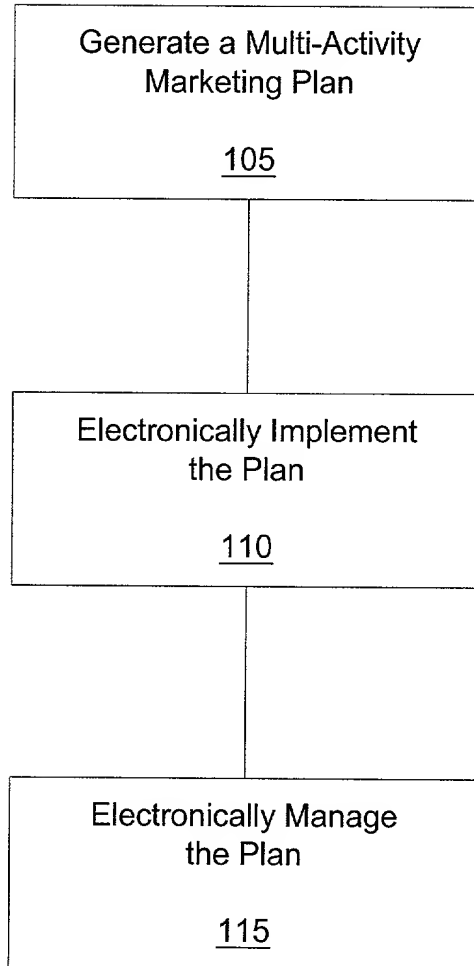 Generate a Multi-Activity
Marketing Plan
105
Electronically Implement
the Plan
110
Electronically Manage
the Plan
115